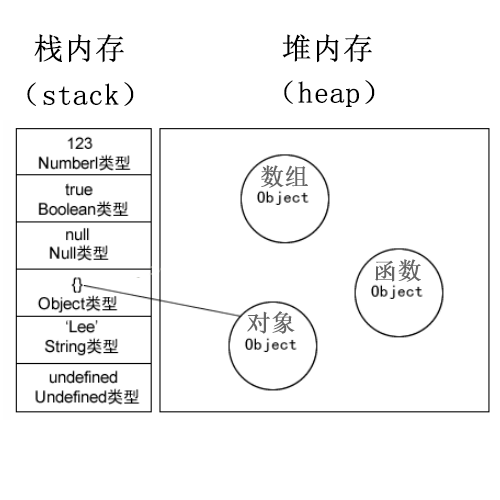 栈内存
（stack）
堆内存
（heap）
123
Numberl类型
true
Boolean类型
null
Null类型
{}
Object类型
‘Lee’
String类型
undefined
Undefined类型
数组
Object
函数
Object
对象
Object